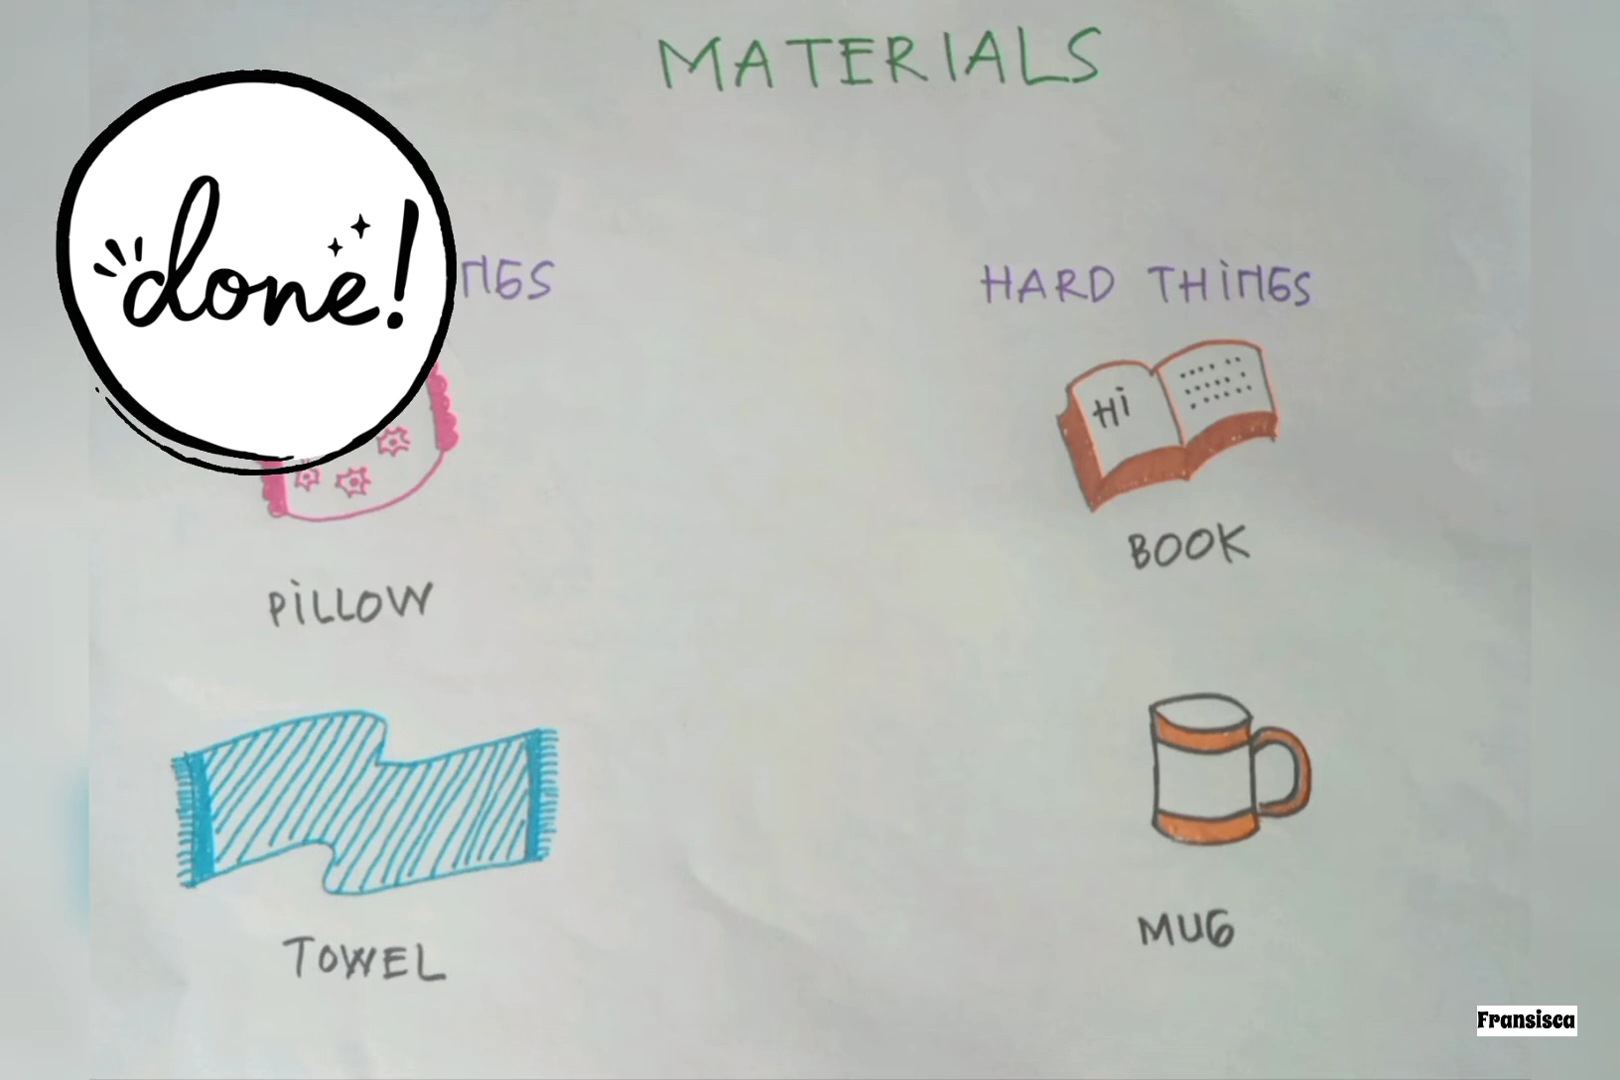 MATERIALS
done!
HARD THINGS
Hi
BOOK
PILLOW
MUG
TOWEL
Fransisca